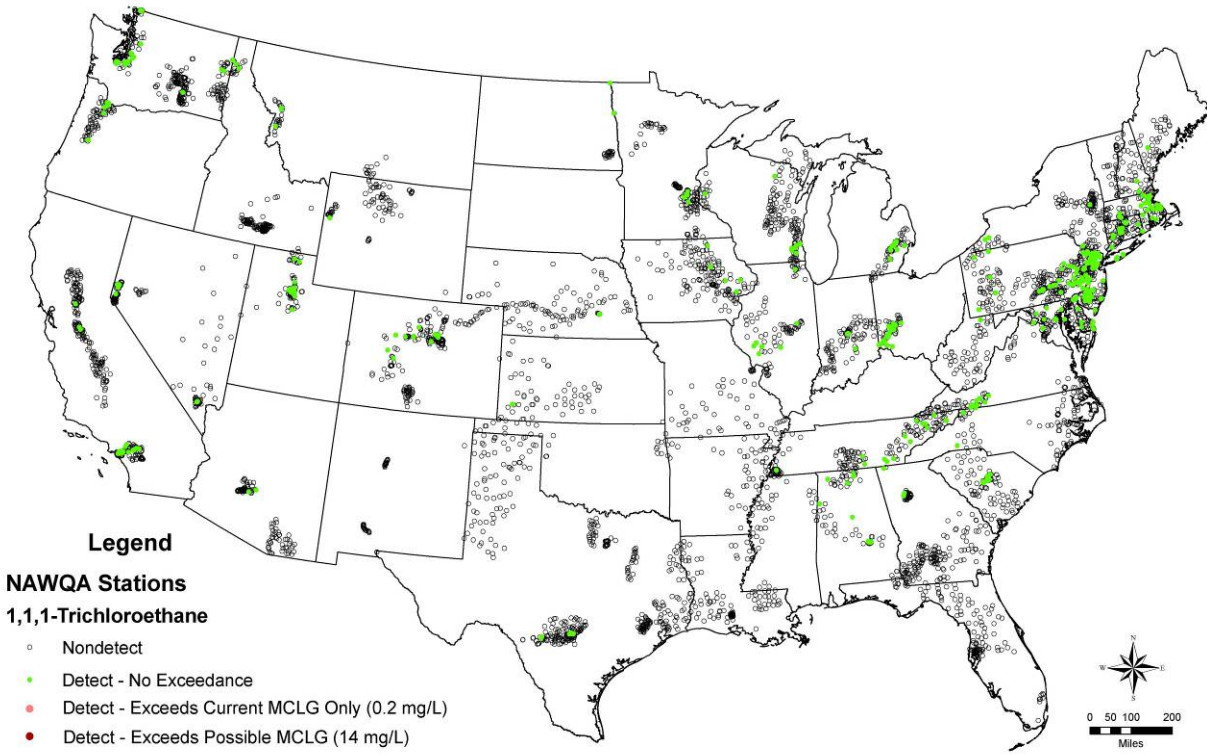 Legend
NAWQA Stations
1,1,1-Trichloroethane
Nondetect
Detect - No Exceedance
Detect - Exceeds Current MCLG Only (0.2 mg/L)
Detect - Exceeds Possible MCLG (14 mg/L)
N
W E
S
0 50 100 200
Miles